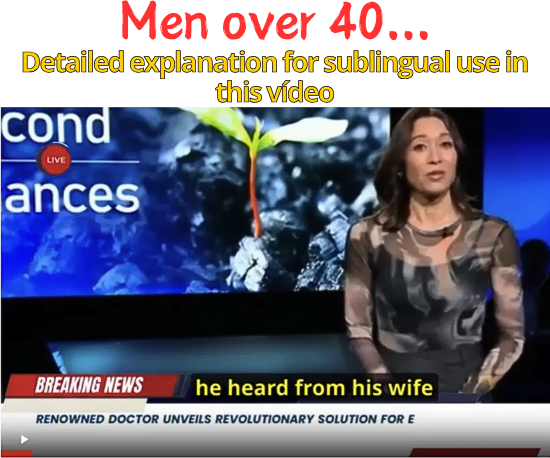 Men over 40...
Detailed explanation for sublingual use in
this vídeo
cond
LIVE
ances
BREAKING NEWS
he heard from his wife
RENOWNED DOCTOR UNVEILS REVOLUTIONARY SOLUTION FOR E